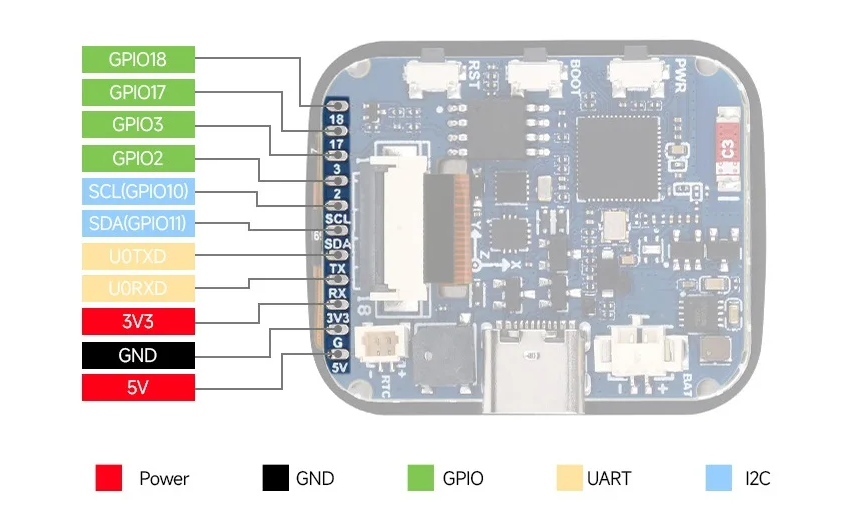 GPIO18
GPIO17
GPIO3
GPIO2
SCL(GPIO10)
SDA(GPIO11)
U0TXD
U0RXD
3V3
GND
5V
18
17
3
2
SCL
SDA
TX
RX
3V3
G
5V
RST
BOOT
PWR
C3
Y
Z
X
18
- +
RTC
- +
BAT
Power
GND
GPIO
UART
I2C